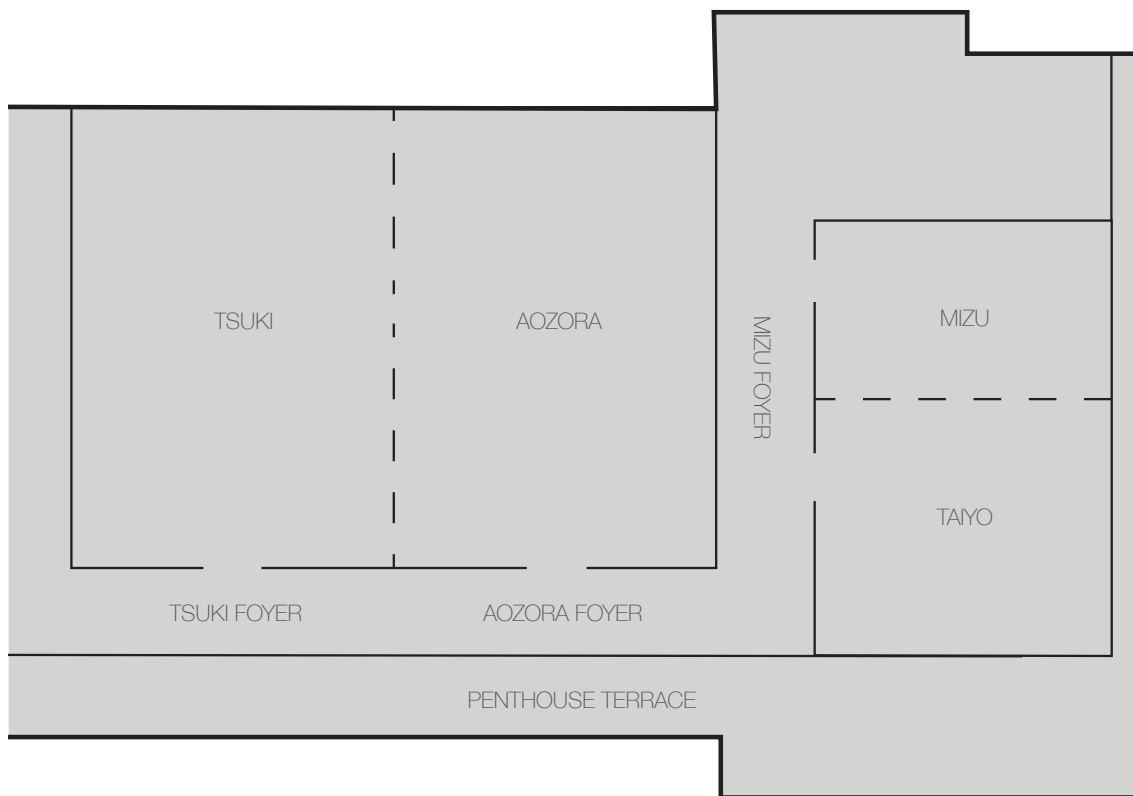 TSUKI
AOZORA
MIZU FOYER
MIZU
TAIYO
TSUKI FOYER
AOZORA FOYER
PENTHOUSE TERRACE